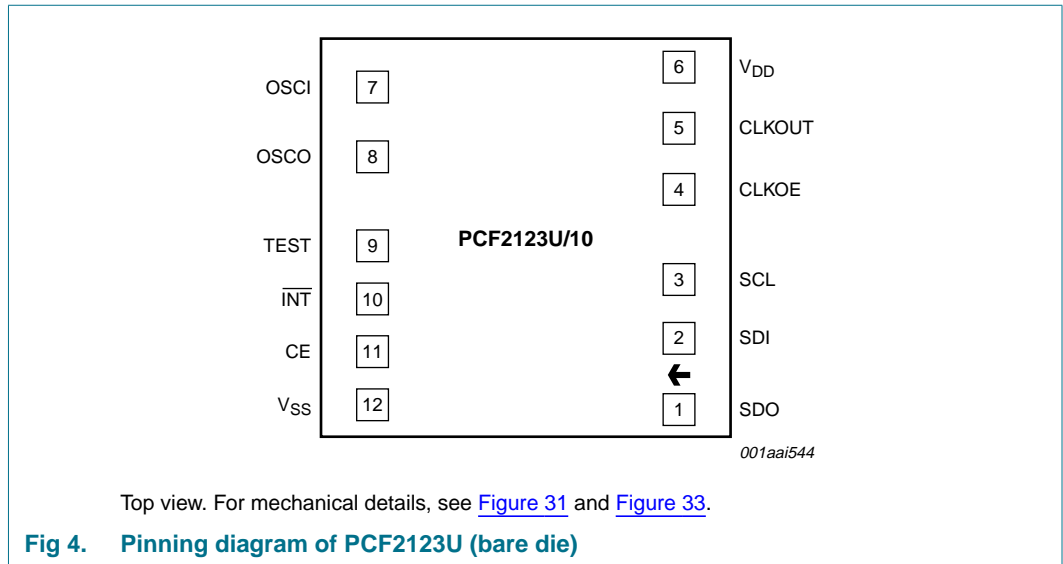 OSCI 7 6 VDD
5 CLKOUT
OSCO 8
4 CLKOE
TEST 9 PCF2123U/10
3 SCL
INT 10
2 SDI
CE 11
VSS 12 1 SDO
001aai544
Top view. For mechanical details, see Figure 31 and Figure 33.
Fig 4. Pinning diagram of PCF2123U (bare die)